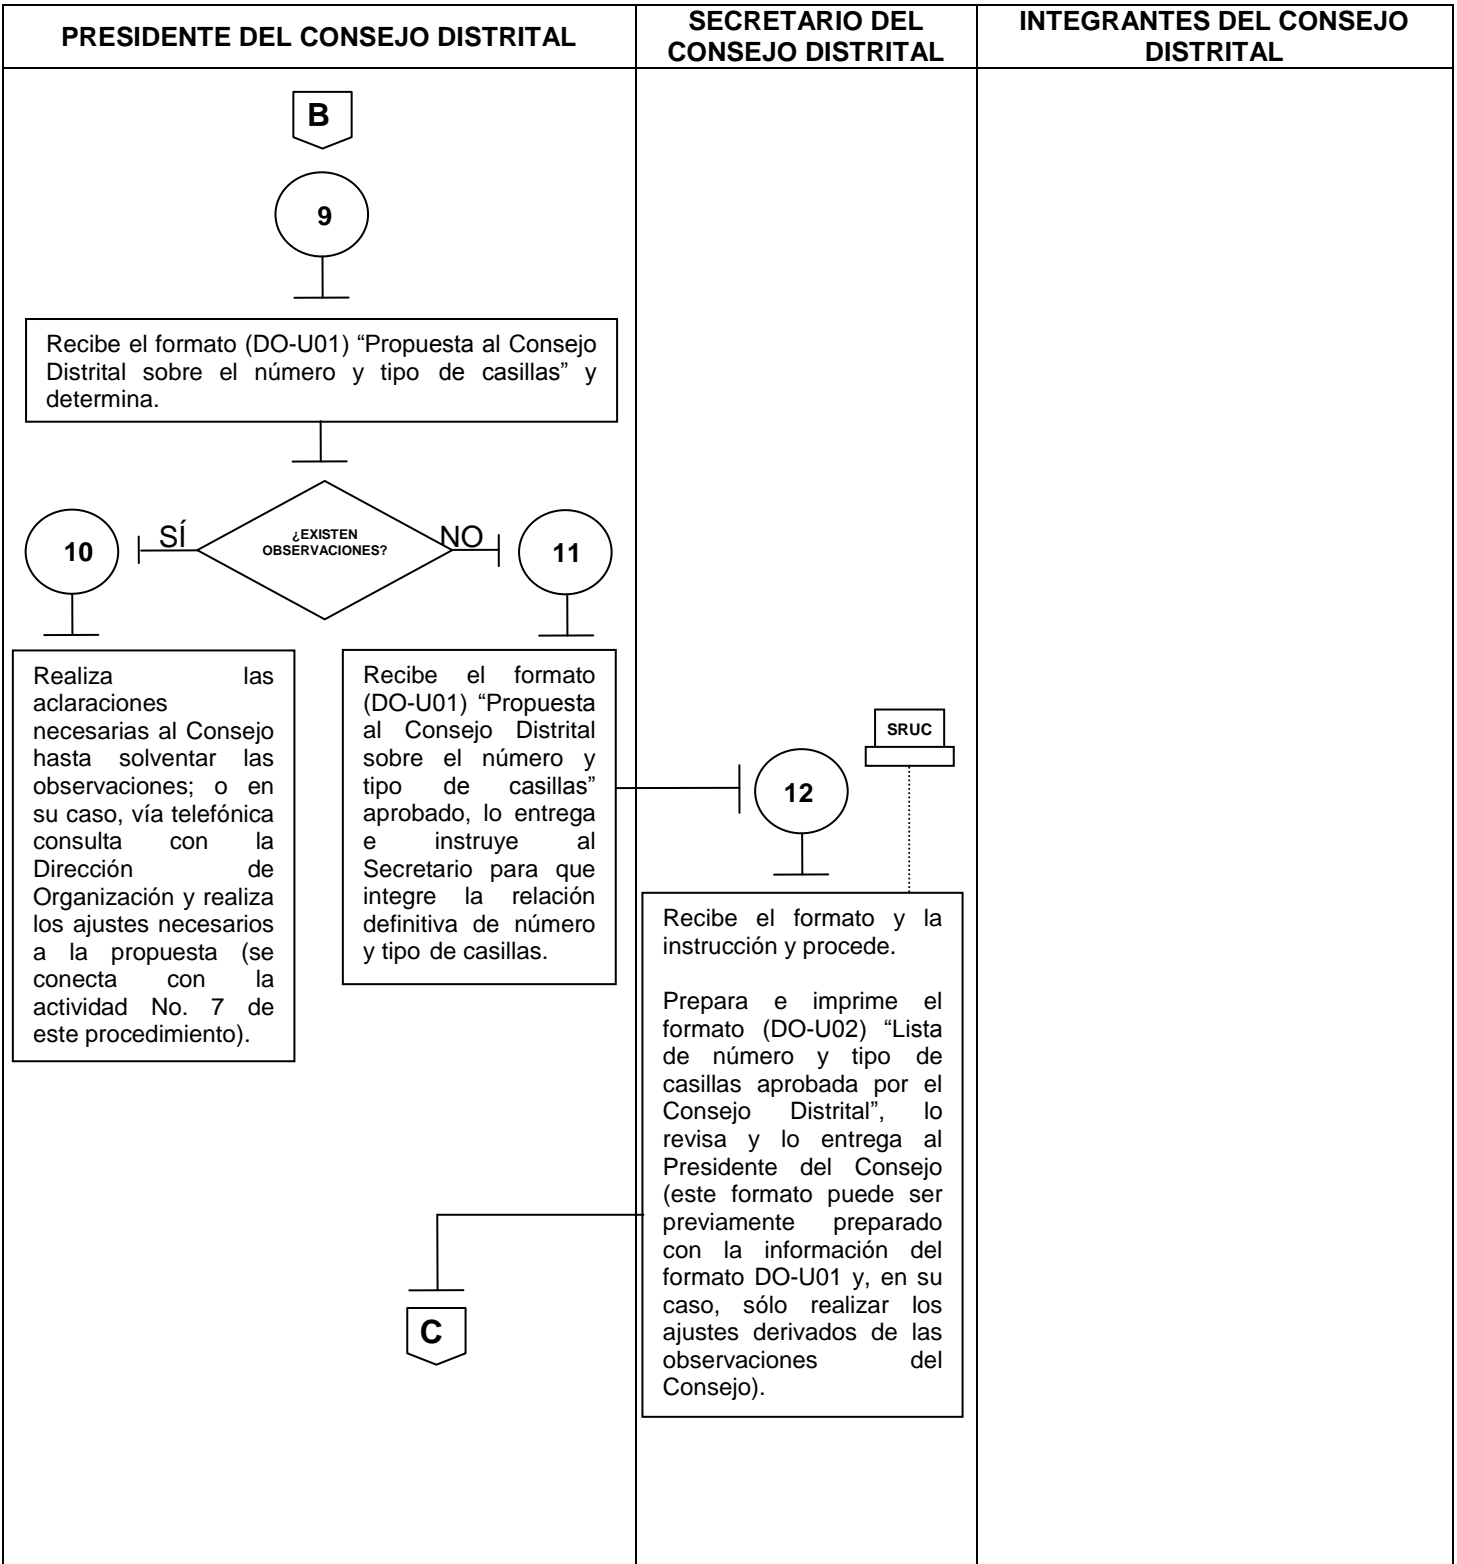 PRESIDENTE DEL CONSEJO DISTRITAL
SECRETARIO DEL
CONSEJO DISTRITAL
INTEGRANTES DEL CONSEJO
DISTRITAL
B
9
Recibe el formato (DO-U01) “Propuesta al Consejo
Distrital sobre el número y tipo de casillas” y
determina.
¿EXISTEN
OBSERVACIONES?
SÍ
NO
10
11
Realiza las
aclaraciones
necesarias al Consejo
hasta solventar las
observaciones; o en
su caso, vía telefónica
consulta con la
Dirección de
Organización y realiza
los ajustes necesarios
a la propuesta (se
conecta con la
actividad No. 7 de
este procedimiento).
Recibe el formato
(DO-U01) “Propuesta
al Consejo Distrital
sobre el número y
tipo de casillas”
aprobado, lo entrega
e instruye al
Secretario para que
integre la relación
definitiva de número
y tipo de casillas.
SRUC
12
Recibe el formato y la
instrucción y procede.
Prepara e imprime el
formato (DO-U02) “Lista
de número y tipo de
casillas aprobada por el
Consejo Distrital”, lo
revisa y lo entrega al
Presidente del Consejo
(este formato puede ser
previamente preparado
con la información del
formato DO-U01 y, en su
caso, sólo realizar los
ajustes derivados de las
observaciones del
Consejo).
C